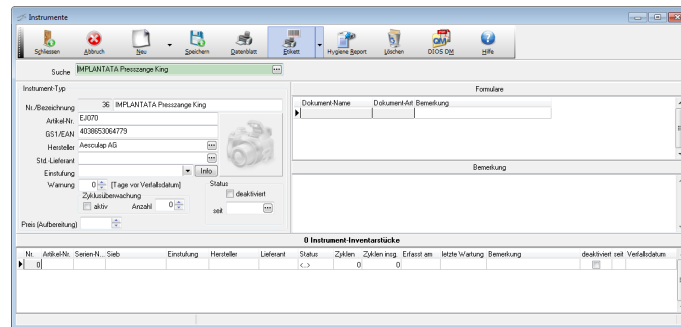 Instrumente
Schliessen Abbruch Neu Speichern Datenblatt Etikett Hygiene Report Löschen DIOS DM Hilfe
Suche IMPLANTATA Presszange King
Instrument-Typ
Nr./Bezeichnung 36 IMPLANTATA Presszange King
Artikel-Nr. EJ070
GS1/EAN 4038653064779
Hersteller Aesculap AG
Std.-Lieferant
Einstufung Info
Warnung 0 [Tage vor Verfallsdatum]
Zyklusüberwachung
aktiv Anzahl 0
Status
deaktiviert
seit
Preis (Aufbereitung)
Formulare
Dokument-Name Dokument-Art Bemerkung
Bemerkung
0 Instrument-Inventarstücke
Nr. Artikel-Nr. Serien-N... Sieb Einstufung Hersteller Lieferant Status Zyklen Zyklen insg. Erfasst am letzte Wartung Bemerkung deaktiviert seit Verfallsdatum
0 <..> 0 0